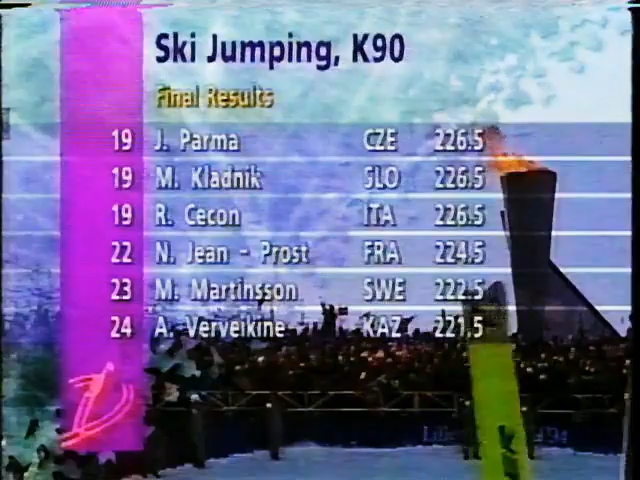 Ski Jumping, K90
Final Results
19 J. Parma CZE 226.5
19 M. Kladnik SLO 226.5
19 R. Cecon ITA 226.5
22 N. Jean - Prost FRA 224.5
23 M. Martinsson SWE 222.5
24 A. Verveikine KAZ 221.5